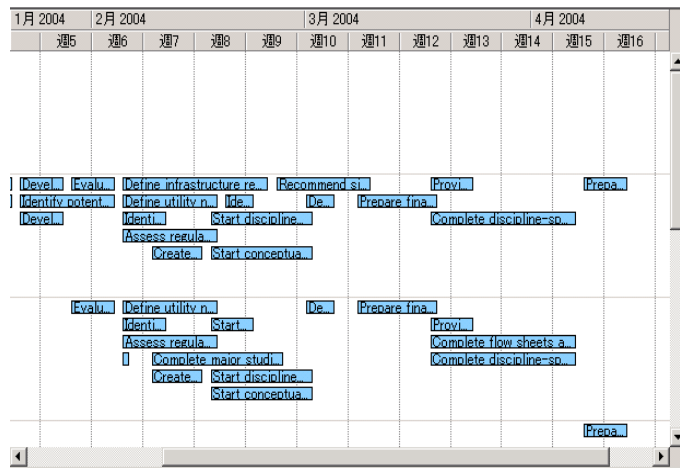 1月 2004 2月 2004 3月 2004 4月 2004
週5 週6 週7 週8 週9 週10 週11 週12 週13 週14 週15 週16
Devel... Evalu... Define infrastructure re... Recommend si... Provi... Prepa...
Identify potent... Define utility n... Ide... De... Prepare fina...
Devel... Identi... Start discipline... Complete discipline-sp...
Assess regula...
Create... Start conceptua...
Evalu... Define utility n... De... Prepare fina...
Identi... Start... Provi...
Assess regula... Complete flow sheets a...
Complete major studi... Complete discipline-sp...
Create... Start discipline...
Start conceptua...
Prepa...